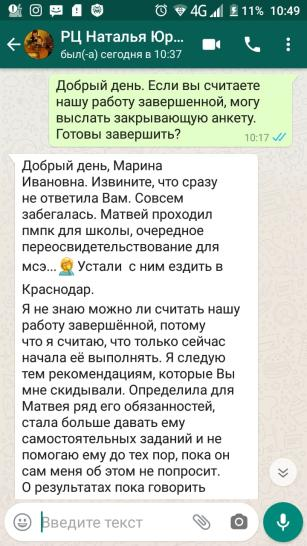 4G 11% 10:49
РЦ Наталья Юр...
был(-а) сегодня в 10:37
Добрый день. Если вы считаете
нашу работу завершенной, могу
выслать закрывающую анкету.
Готовы завершить?
10:17
Добрый день, Марина
Ивановна. Извините, что сразу
не ответила Вам. Совсем
забегалась. Матвей проходил
пмпк для школы, очередное
переосвидетельствование для
мсэ...🤦 Устали с ним ездить в
Краснодар.
Я не знаю можно ли считать нашу
работу завершённой, потому
что я считаю, что только сейчас
начала её выполнять. Я следую
тем рекомендациям, которые Вы
мне скидывали. Определила для
Матвея ряд его обязанностей,
стала больше давать ему
самостоятельных заданий и не
помогаю ему до тех пор, пока он
сам меня об этом не попросит.
О результатах пока говорить
Введите текст